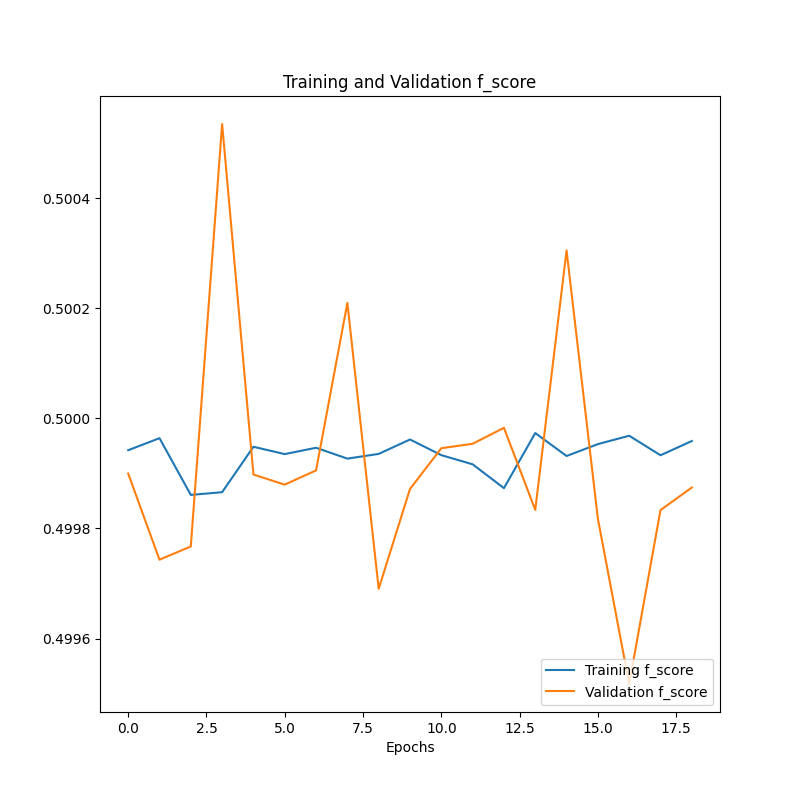 Training and Validation f_score
0.5004
0.5002
0.5000
0.4998
0.4996
Training f_score
Validation f_score
0.0 2.5 5.0 7.5 10.0 12.5 15.0 17.5
Epochs